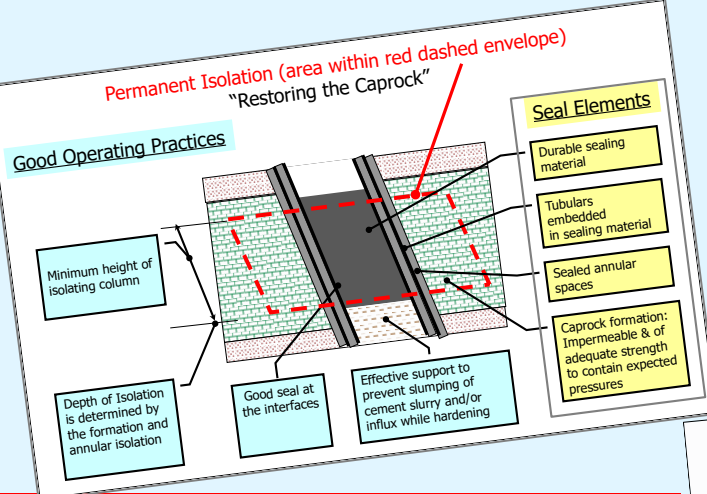 Permanent Isolation (area within red dashed envelope)
“Restoring the Caprock”
Good Operating Practices
Seal Elements
Durable sealing
material
Tubulars
embedded
in sealing material
Sealed annular
spaces
Caprock formation:
Impermeable & of
adequate strength
to contain expected
pressures
Minimum height of
isolating column
Depth of Isolation
is determined by
the formation and
annular isolation
Good seal at
the interfaces
Effective support to
prevent slumping of
cement slurry and/or
influx while hardening